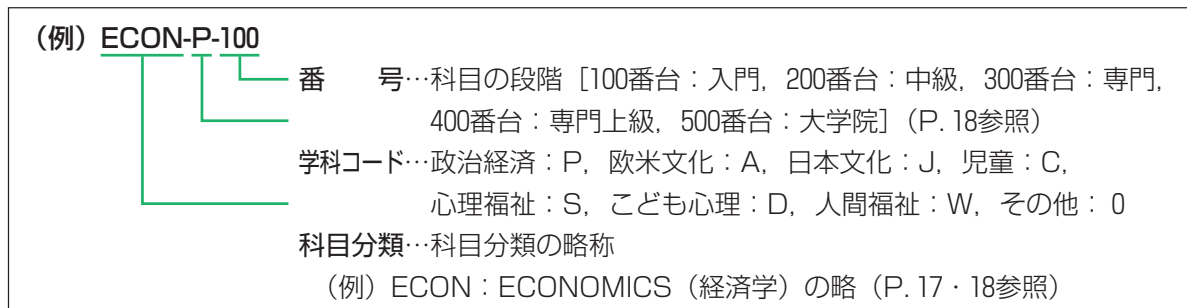 （例）ECON-P-100
番　　号…科目の段階［100番台：入門，200番台：中級，300番台：専門，
400番台：専門上級，500番台：大学院］（P. 18参照）
学科コード…政治経済：P，欧米文化：A，日本文化：J，児童：C，
心理福祉：S，こども心理：D，人間福祉：W，その他：0
科目分類…科目分類の略称
（例）ECON：ECONOMICS（経済学）の略（P. 17・18参照）